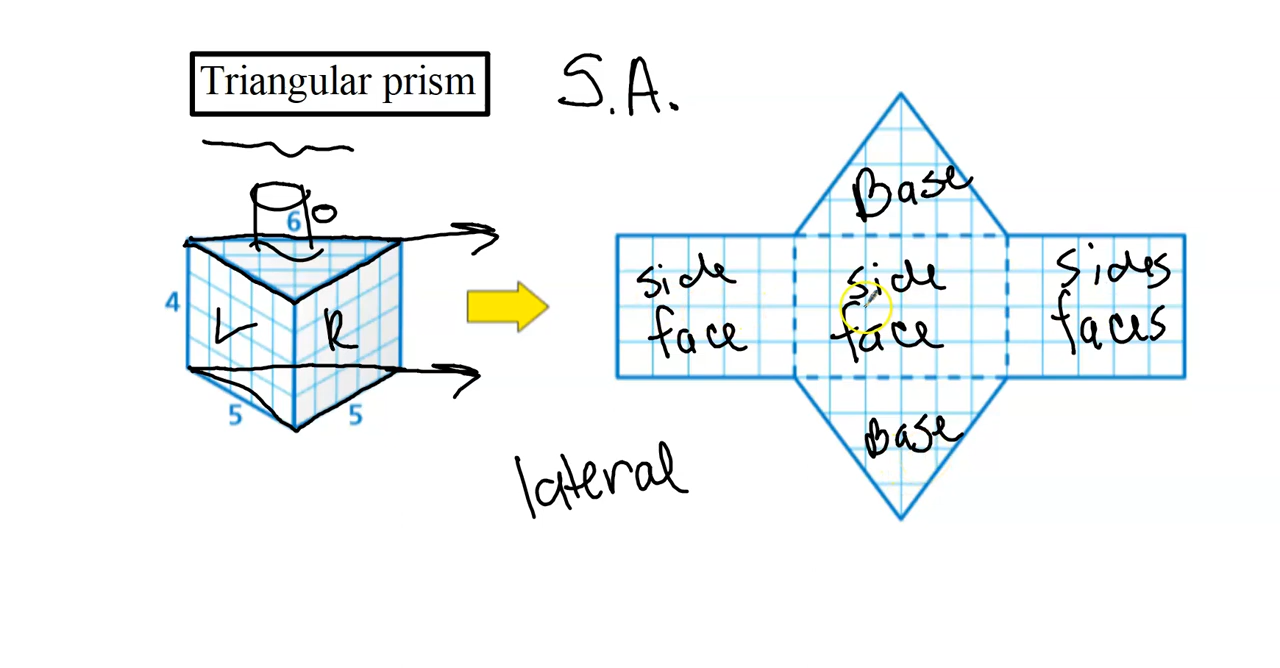 Triangular prism
S.A.
6
4
L
R
5
5
Base
side
face
side
face
sides
faces
Base
lateral